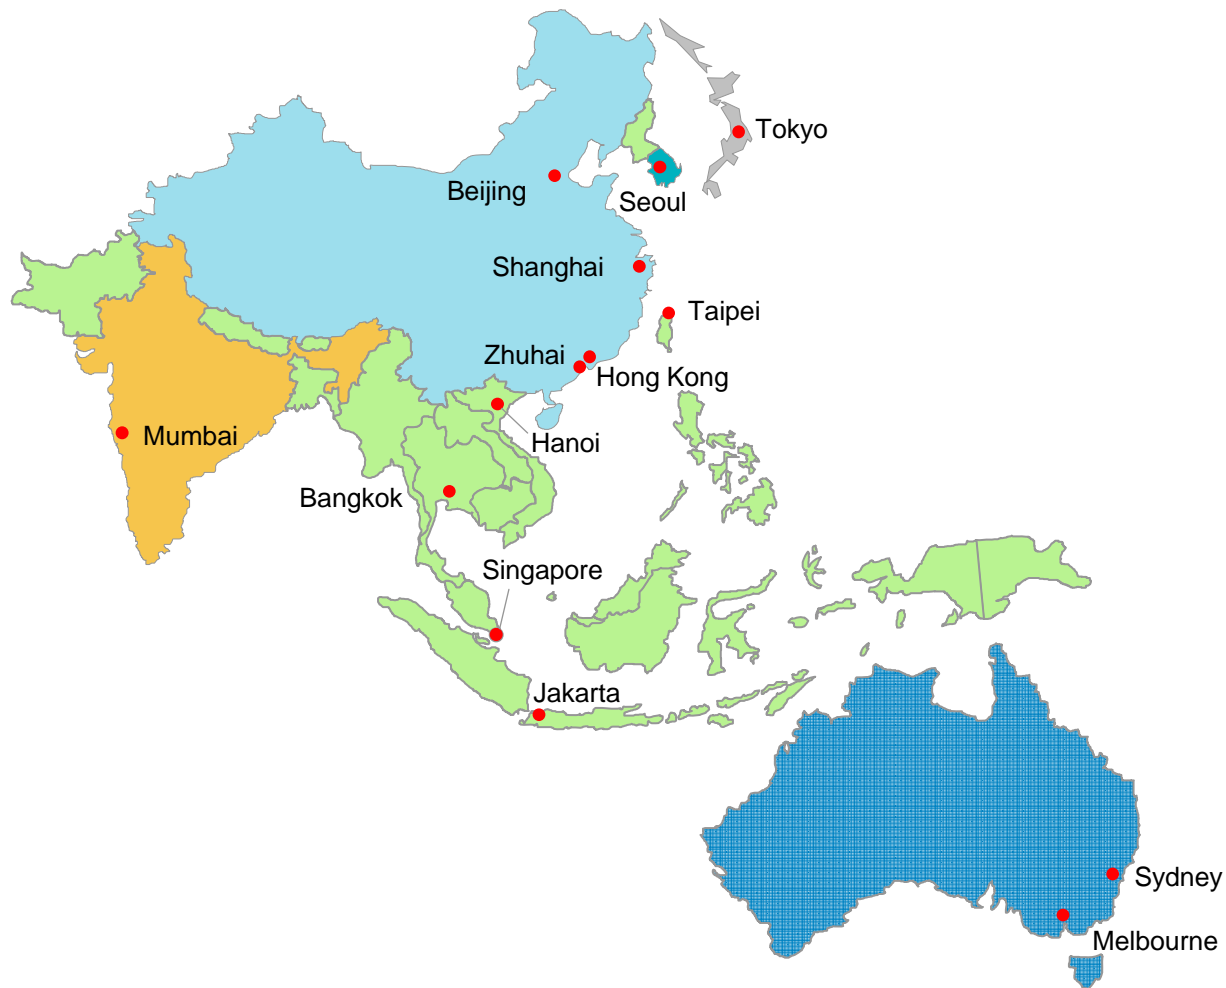 Tokyo
Beijing
Seoul
Shanghai
Taipei
Zhuhai
Hong Kong
Mumbai
Hanoi
Bangkok
Singapore
Jakarta
Sydney
Melbourne